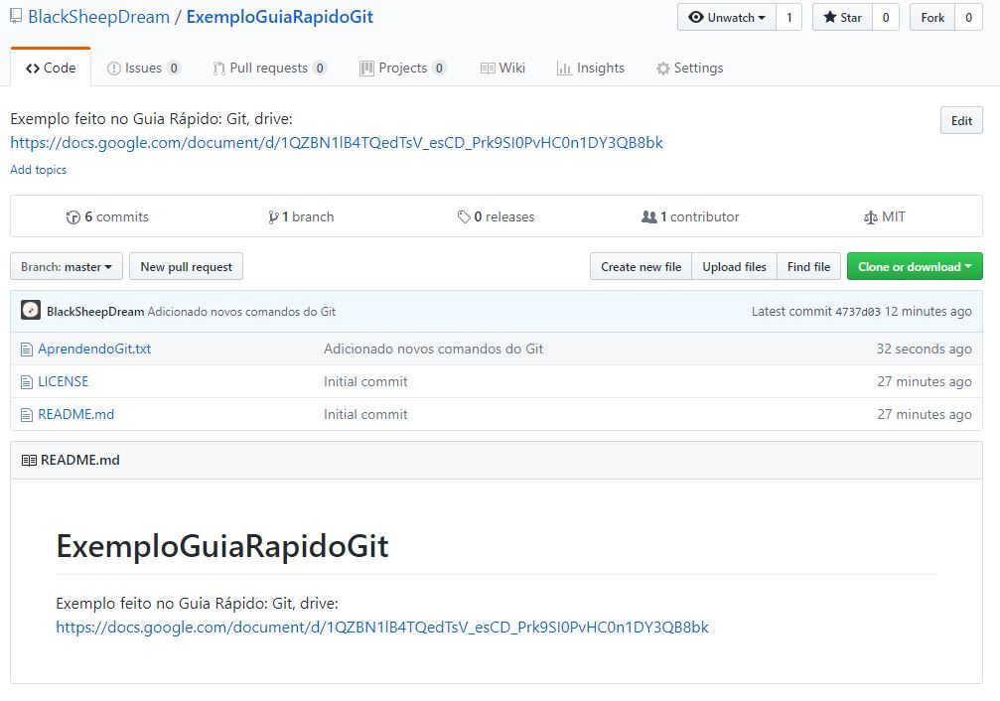 BlackSheepDream / ExemploGuiaRapidoGit Unwatch 1 Star 0 Fork 0
Code Issues 0 Pull requests 0 Projects 0 Wiki Insights Settings
Exemplo feito no Guia Rápido: Git, drive: Edit
https://docs.google.com/document/d/1QZBN1lB4TQedTsV_esCD_Prk9SI0PvHC0n1DY3QB8bk
Add topics
6 commits 1 branch 0 releases 1 contributor MIT
Branch: master New pull request Create new file Upload files Find file Clone or download
BlackSheepDream Adicionado novos comandos do Git Latest commit 4737d03 12 minutes ago
AprendendoGit.txt Adicionado novos comandos do Git 32 seconds ago
LICENSE Initial commit 27 minutes ago
README.md Initial commit 27 minutes ago
README.md
ExemploGuiaRapidoGit
Exemplo feito no Guia Rápido: Git, drive:
https://docs.google.com/document/d/1QZBN1lB4TQedTsV_esCD_Prk9SI0PvHC0n1DY3QB8bk